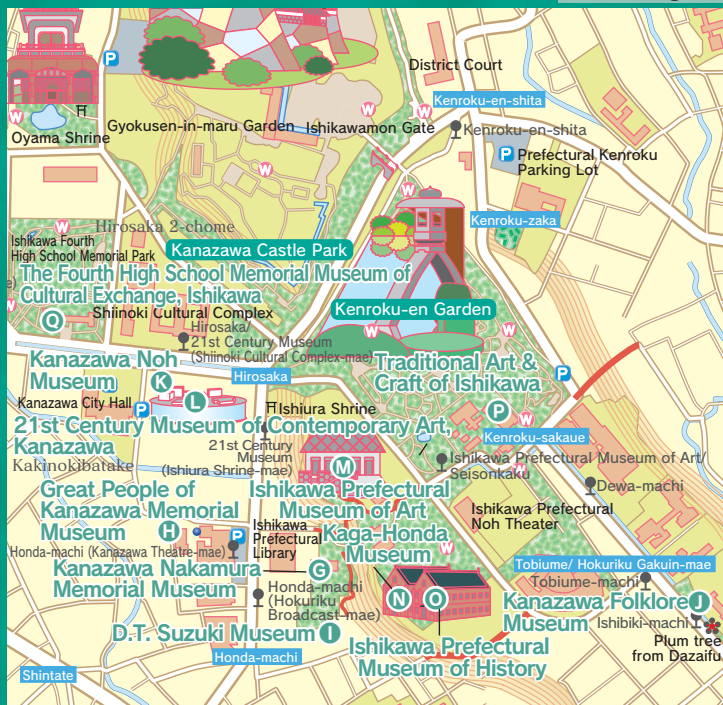 District Court
P
Kenroku-en-shita
W
Oyama Shrine
Gyokusen-in-maru Garden
Ishikawamon Gate
W
W
W
Kenroku-en-shita
P
Prefectural Kenroku
Parking Lot
W
W
Kenroku-zaka
Hirosaka 2-chome
W
Ishikawa Fourth
High School Memorial Park
Kanazawa Castle Park
The Fourth High School Memorial Museum of
Cultural Exchange, Ishikawa
Q
Shiinoki Cultural Complex
Kenroku-en Garden
Hirosaka/
21st Century Museum
(Shiinoki Cultural Complex-mae)
W
W
Kanazawa Noh
Museum
K
Hirosaka
Traditional Art &
Craft of Ishikawa
P
P
Kanazawa City Hall
P
L
Ishiura Shrine
W
21st Century Museum of Contemporary Art,
Kanazawa
Kakinokibatake
21st Century
Museum
(Ishiura Shrine-mae)
M
Kenroku-sakaue
Ishikawa Prefectural Museum of Art/
Seisonkaku
Dewa-machi
Great People of
Kanazawa Memorial
Museum
H
Ishikawa Prefectural
Museum of Art
Ishikawa Prefectural
Noh Theater
Honda-machi (Kanazawa Theatre-mae)
P
Ishikawa
Prefectural
Library
Kaga-Honda
Museum
W
Kanazawa Nakamura
Memorial Museum
G
Tobiume/ Hokuriku Gakuin-mae
Tobiume-machi
Honda-machi
(Hokuriku
Broadcast-mae)
N
O
Kanazawa Folklore
Museum
J
Ishibiki-machi
D.T. Suzuki Museum
I
Plum tree
from Dazaifu
Honda-machi
Ishikawa Prefectural
Museum of History
Shintate